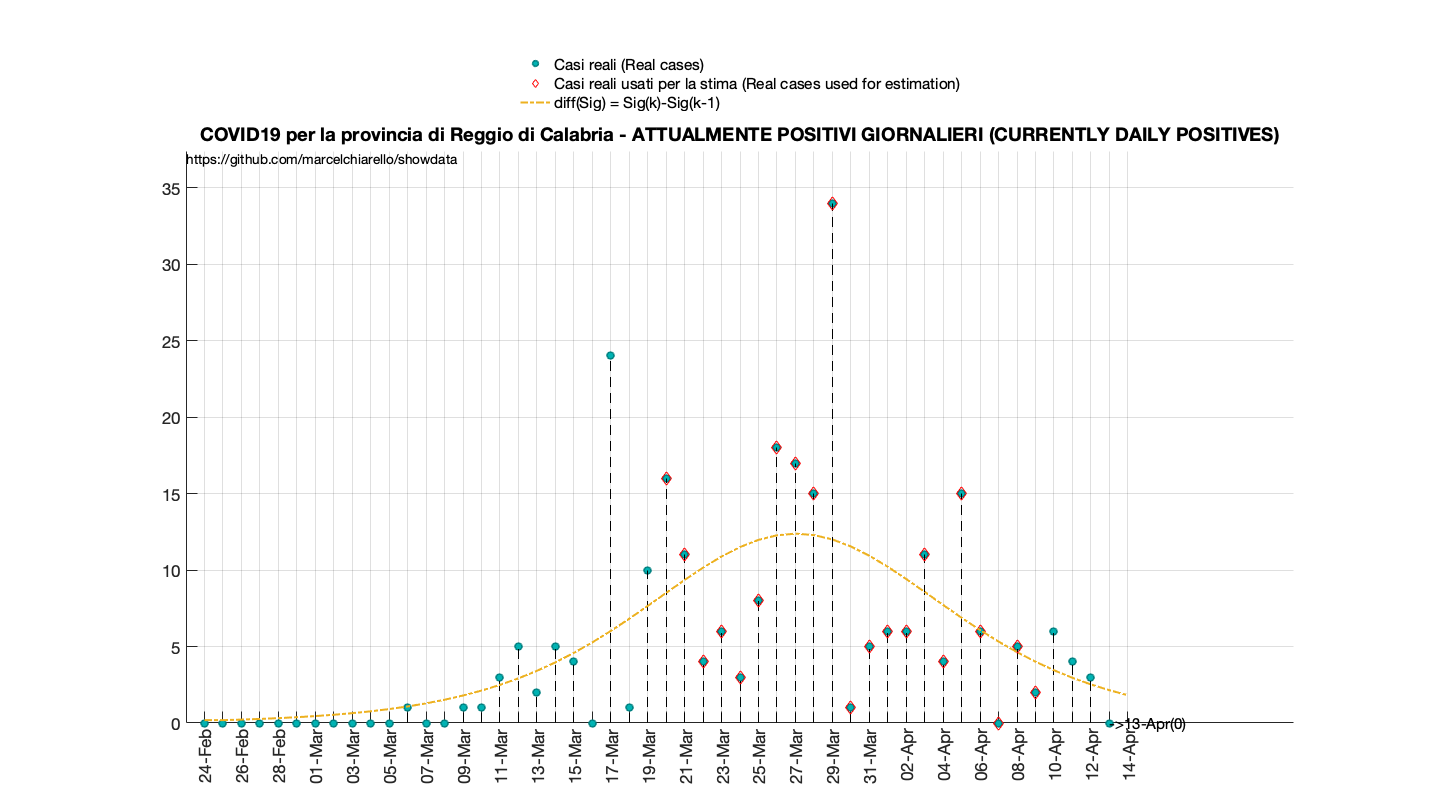 Casi reali (Real cases)
Casi reali usati per la stima (Real cases used for estimation)
diff(Sig) = Sig(k)-Sig(k-1)
COVID19 per la provincia di Reggio di Calabria - ATTUALMENTE POSITIVI GIORNALIERI (CURRENTLY DAILY POSITIVES)
https://github.com/marcelchiarello/showdata
35
30
25
20
15
10
5
0
->13-Apr(0)
24-Feb
26-Feb
28-Feb
01-Mar
03-Mar
05-Mar
07-Mar
09-Mar
11-Mar
13-Mar
15-Mar
17-Mar
19-Mar
21-Mar
23-Mar
25-Mar
27-Mar
29-Mar
31-Mar
02-Apr
04-Apr
06-Apr
08-Apr
10-Apr
12-Apr
14-Apr